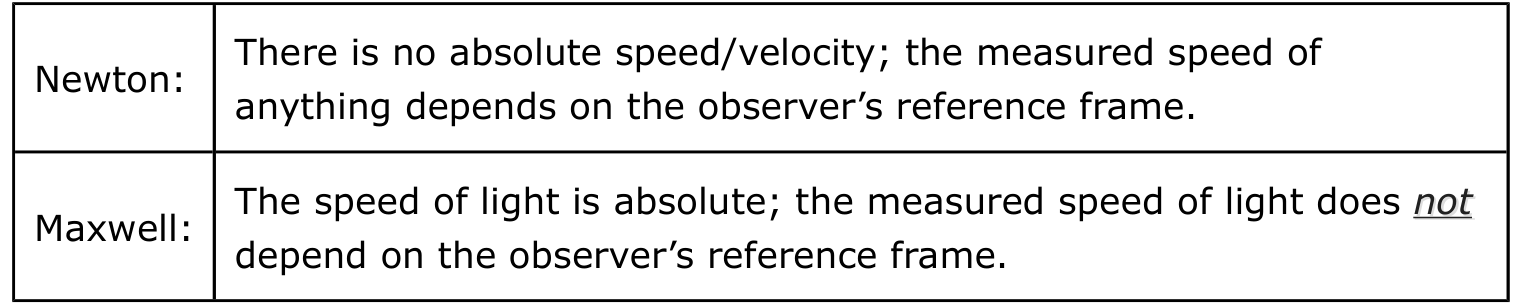 Newton:
There is no absolute speed/velocity; the measured speed of
anything depends on the observer’s reference frame.
Maxwell:
The speed of light is absolute; the measured speed of light does not
depend on the observer’s reference frame.